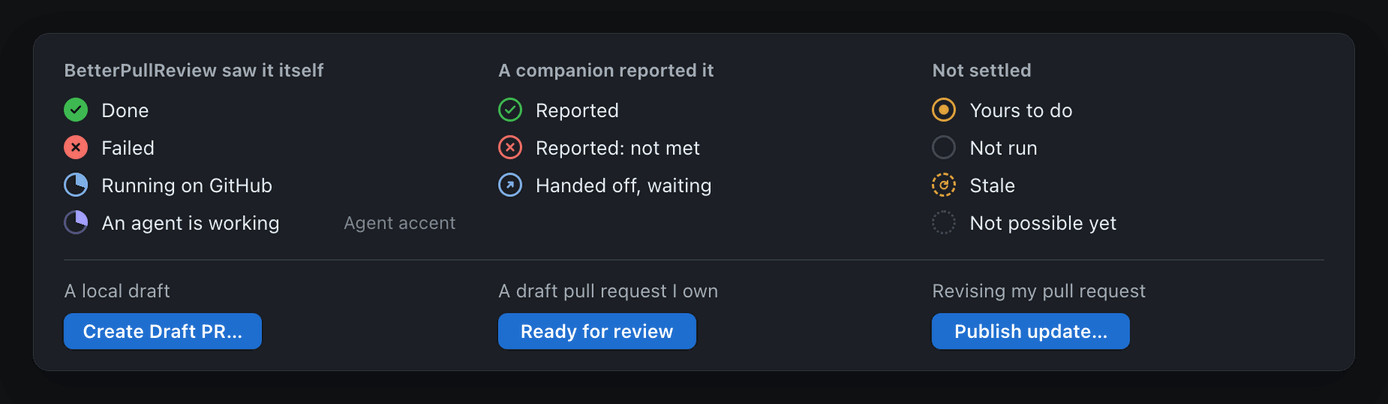 BetterPullReview saw it itself
Done
Failed
Running on GitHub
An agent is working
Agent accent
A companion reported it
Reported
Reported: not met
Handed off, waiting
Not settled
Yours to do
Not run
Stale
Not possible yet
A local draft
Create Draft PR...
A draft pull request I own
Ready for review
Revising my pull request
Publish update...